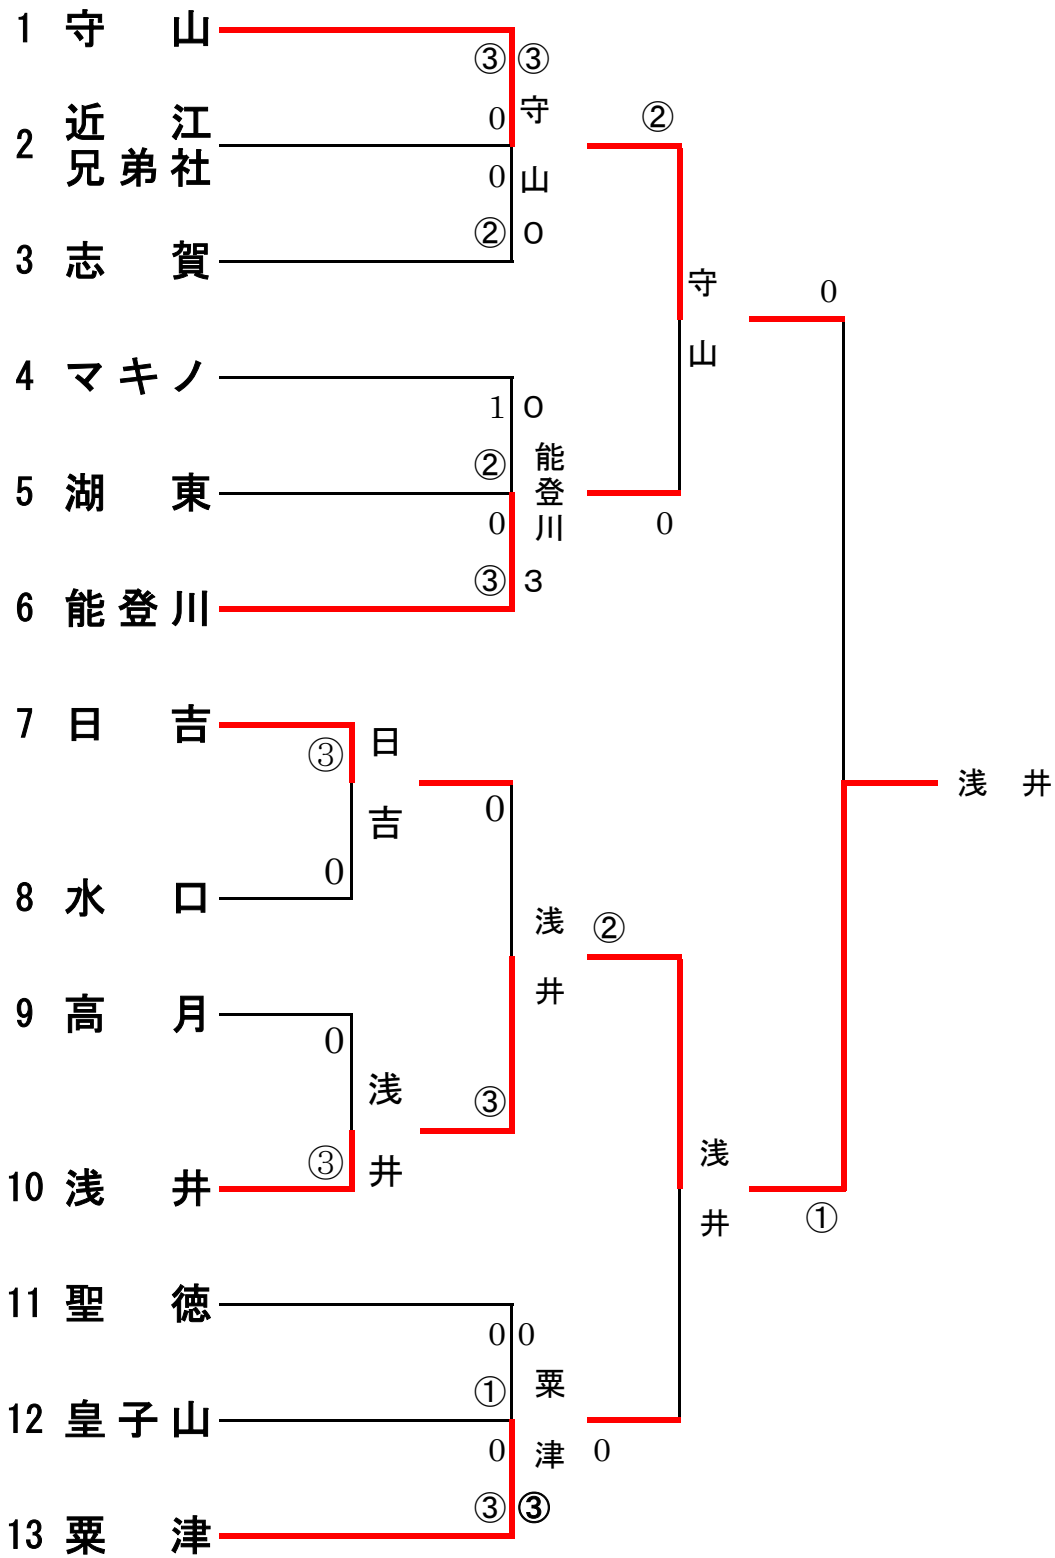 1 守 山
③ ③
近 江
0 守
②
2
兄弟社
0 山
② 0
3 志 賀
守
0
山
4 マキノ
1 0
能
②
5 湖 東
登
0 川
0
③ 3
6 能登川
7 日 吉
③ 日
浅 井
0 吉
0
8 水 口
浅 ②
井
9 高 月
0
浅 ③
浅
③ 井
10 浅 井
井 ①
11 聖 徳
0 0
① 粟
12 皇子山
0 津 0
③ ③
13 粟 津